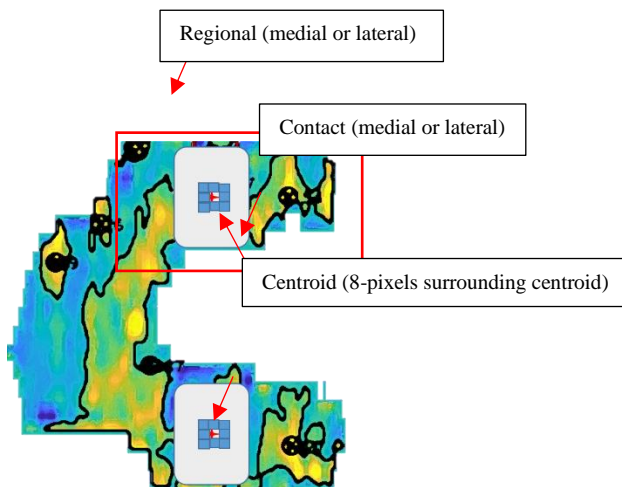 Regional (medial or lateral)
Contact (medial or lateral)
Centroid (8-pixels surrounding centroid)